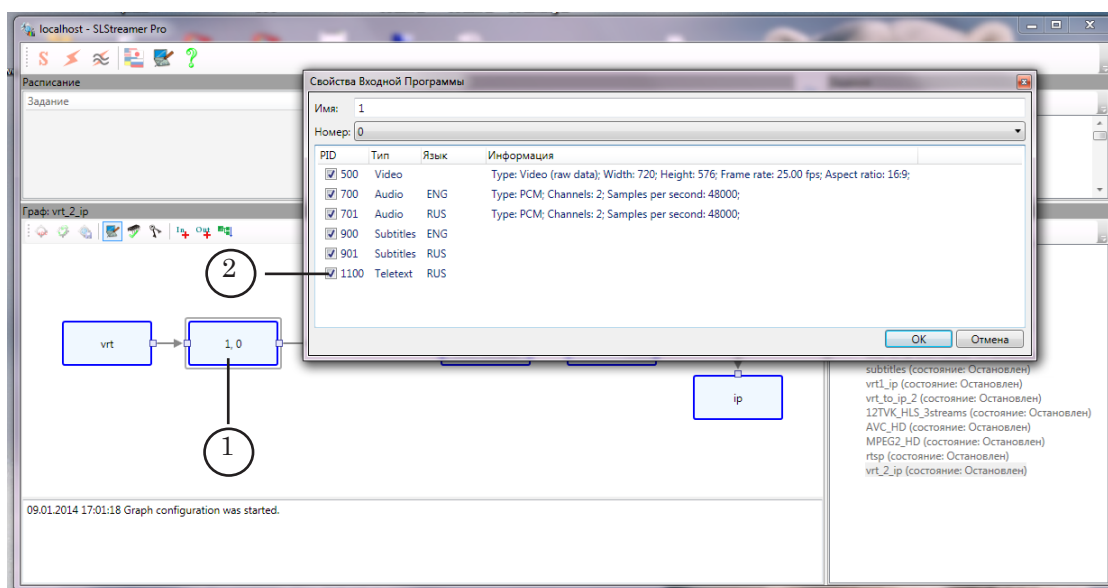 localhost - SLStreamer Pro
Расписание
Задание
Свойства Входной Программы
Имя: 1
Номер: 0
PID Тип Язык Информация
500 Video Type: Video (raw data); Width: 720; Height: 576; Frame rate: 25.00 fps; Aspect ratio: 16:9;
700 Audio ENG Type: PCM; Channels: 2; Samples per second: 48000;
701 Audio RUS Type: PCM; Channels: 2; Samples per second: 48000;
900 Subtitles ENG
901 Subtitles RUS
1100 Teletext RUS
OK Отмена
Граф: vrt_2_ip
In Out
2
vrt
1, 0
ip
1
subtitles (состояние: Остановлен)
vrt1_ip (состояние: Остановлен)
vrt_to_ip_2 (состояние: Остановлен)
12TVK_HLS_3streams (состояние: Остановлен)
AVC_HD (состояние: Остановлен)
MPEG2_HD (состояние: Остановлен)
rtsp (состояние: Остановлен)
vrt_2_ip (состояние: Остановлен)
09.01.2014 17:01:18 Graph configuration was started.